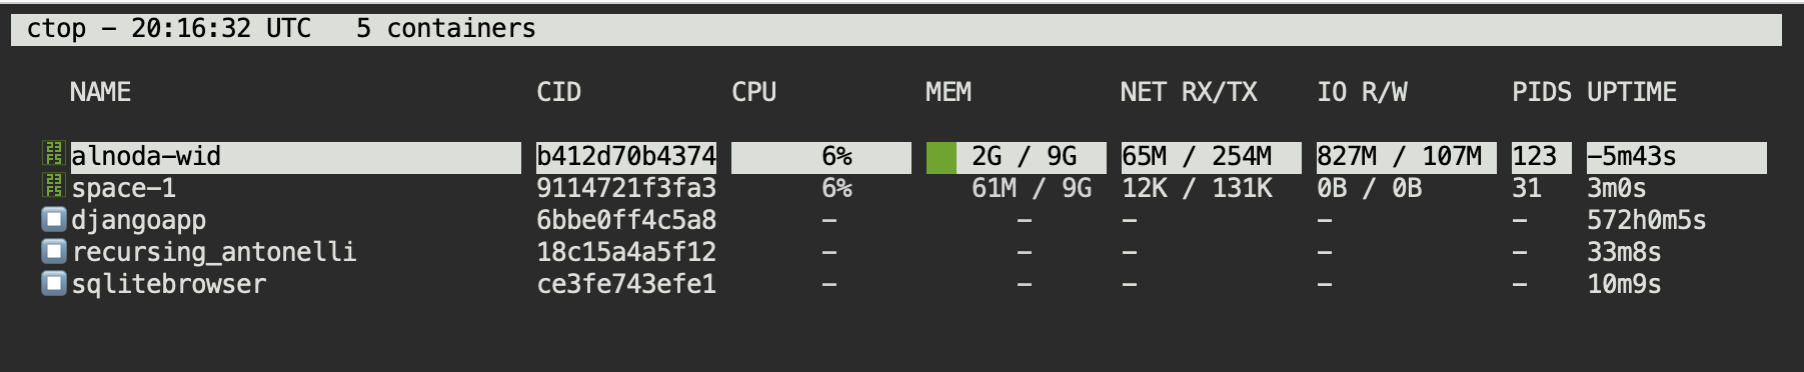 ctop – 20:16:32 UTC   5 containers
NAME CID CPU MEM NET RX/TX IO R/W PIDS UPTIME
alnoda-wid b412d70b4374 6% 2G / 9G 65M / 254M 827M / 107M 123 -5m43s
space-1 9114721f3fa3 6% 61M / 9G 12K / 131K 0B / 0B 31 3m0s
djangoapp 6bbe0ff4c5a8 - - - - - 572h0m5s
recursing_antonelli 18c15a4a5f12 - - - - - 33m8s
sqlitebrowser ce3fe743efe1 - - - - - 10m9s